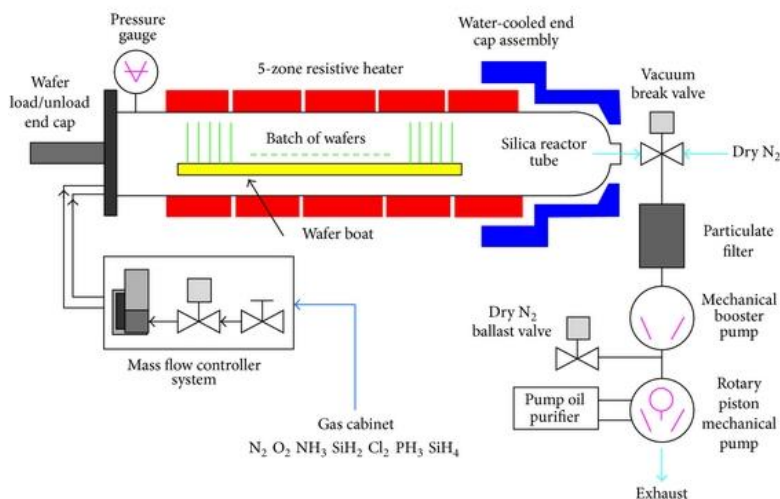 Pressure
gauge
Wafer
load/unload
end cap
5-zone resistive heater
Water-cooled end
cap assembly
Vacuum
break valve
Batch of wafers
Silica reactor
tube
Dry N₂
Wafer boat
Particulate
filter
Mechanical
booster
pump
Dry N₂
ballast valve
Mass flow controller
system
Pump oil
purifier
Rotary
piston
mechanical
pump
Gas cabinet
N₂ O₂ NH₃ SiH₂ Cl₂ PH₃ SiH₄
Exhaust